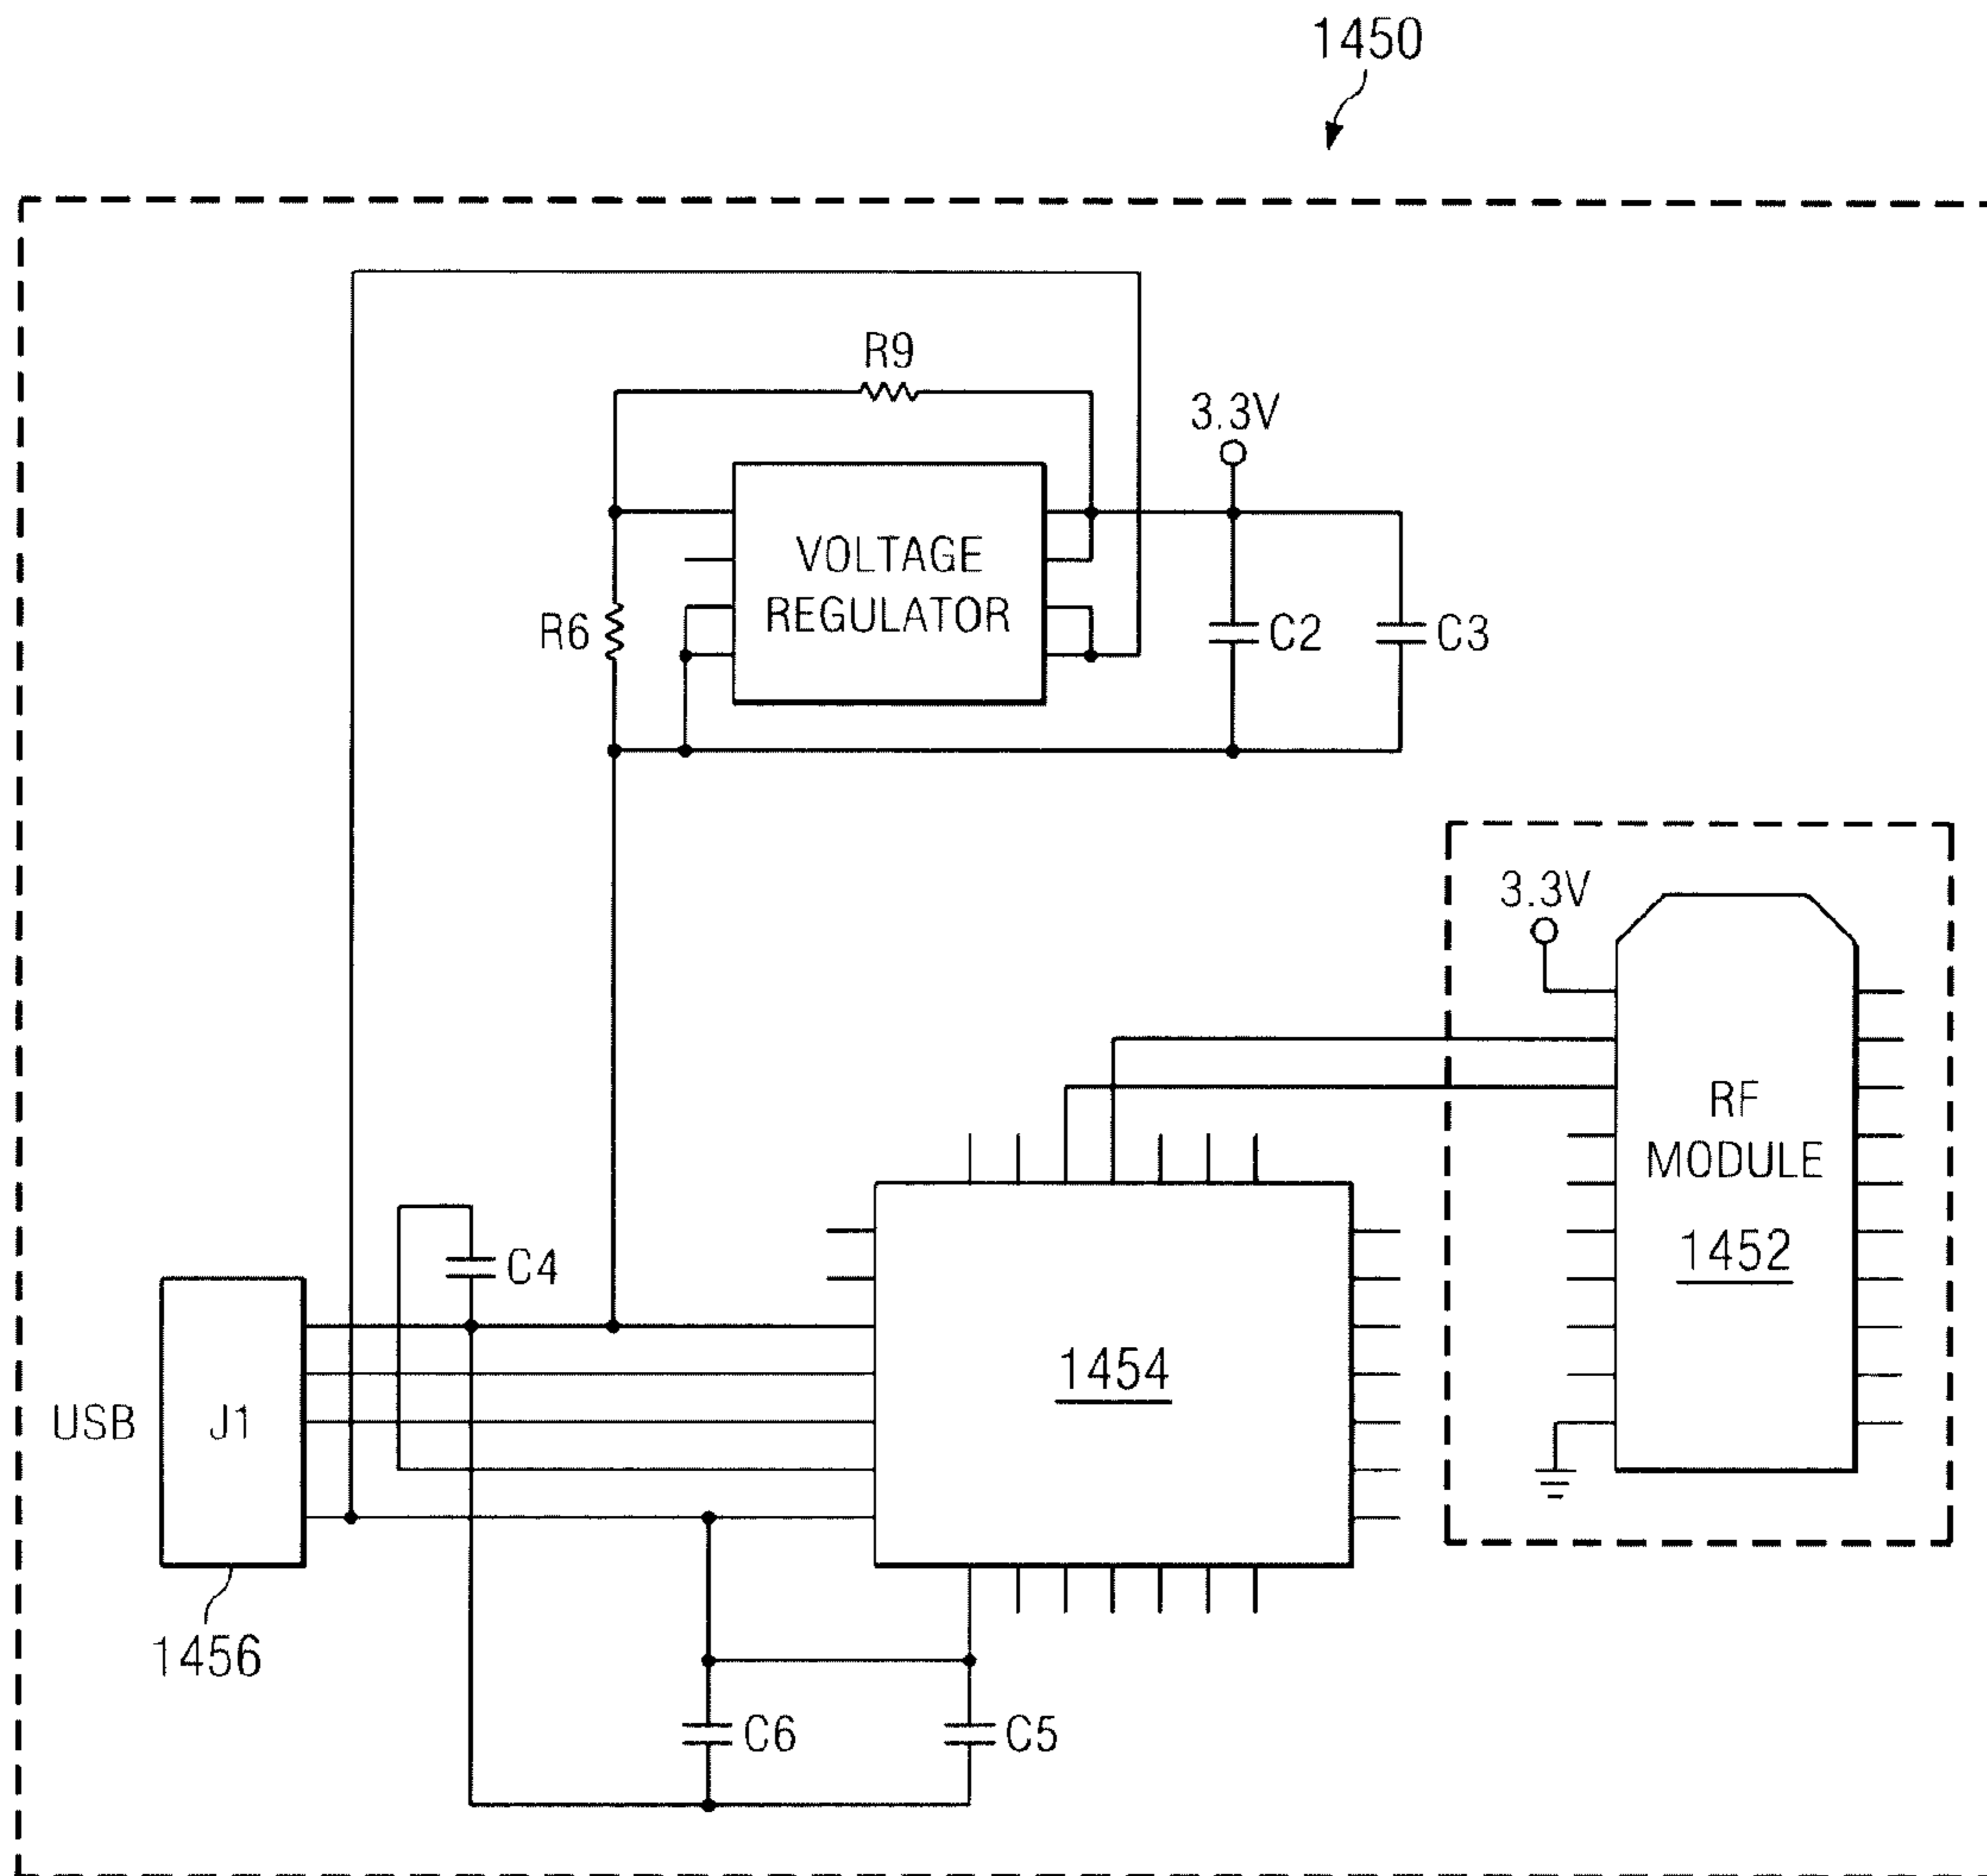 1450
R9
3.3V
VOLTAGE
REGULATOR
R6
C2
C3
3.3V
RF
MODULE
1452
C4
1454
USB
J1
1456
C6
C5